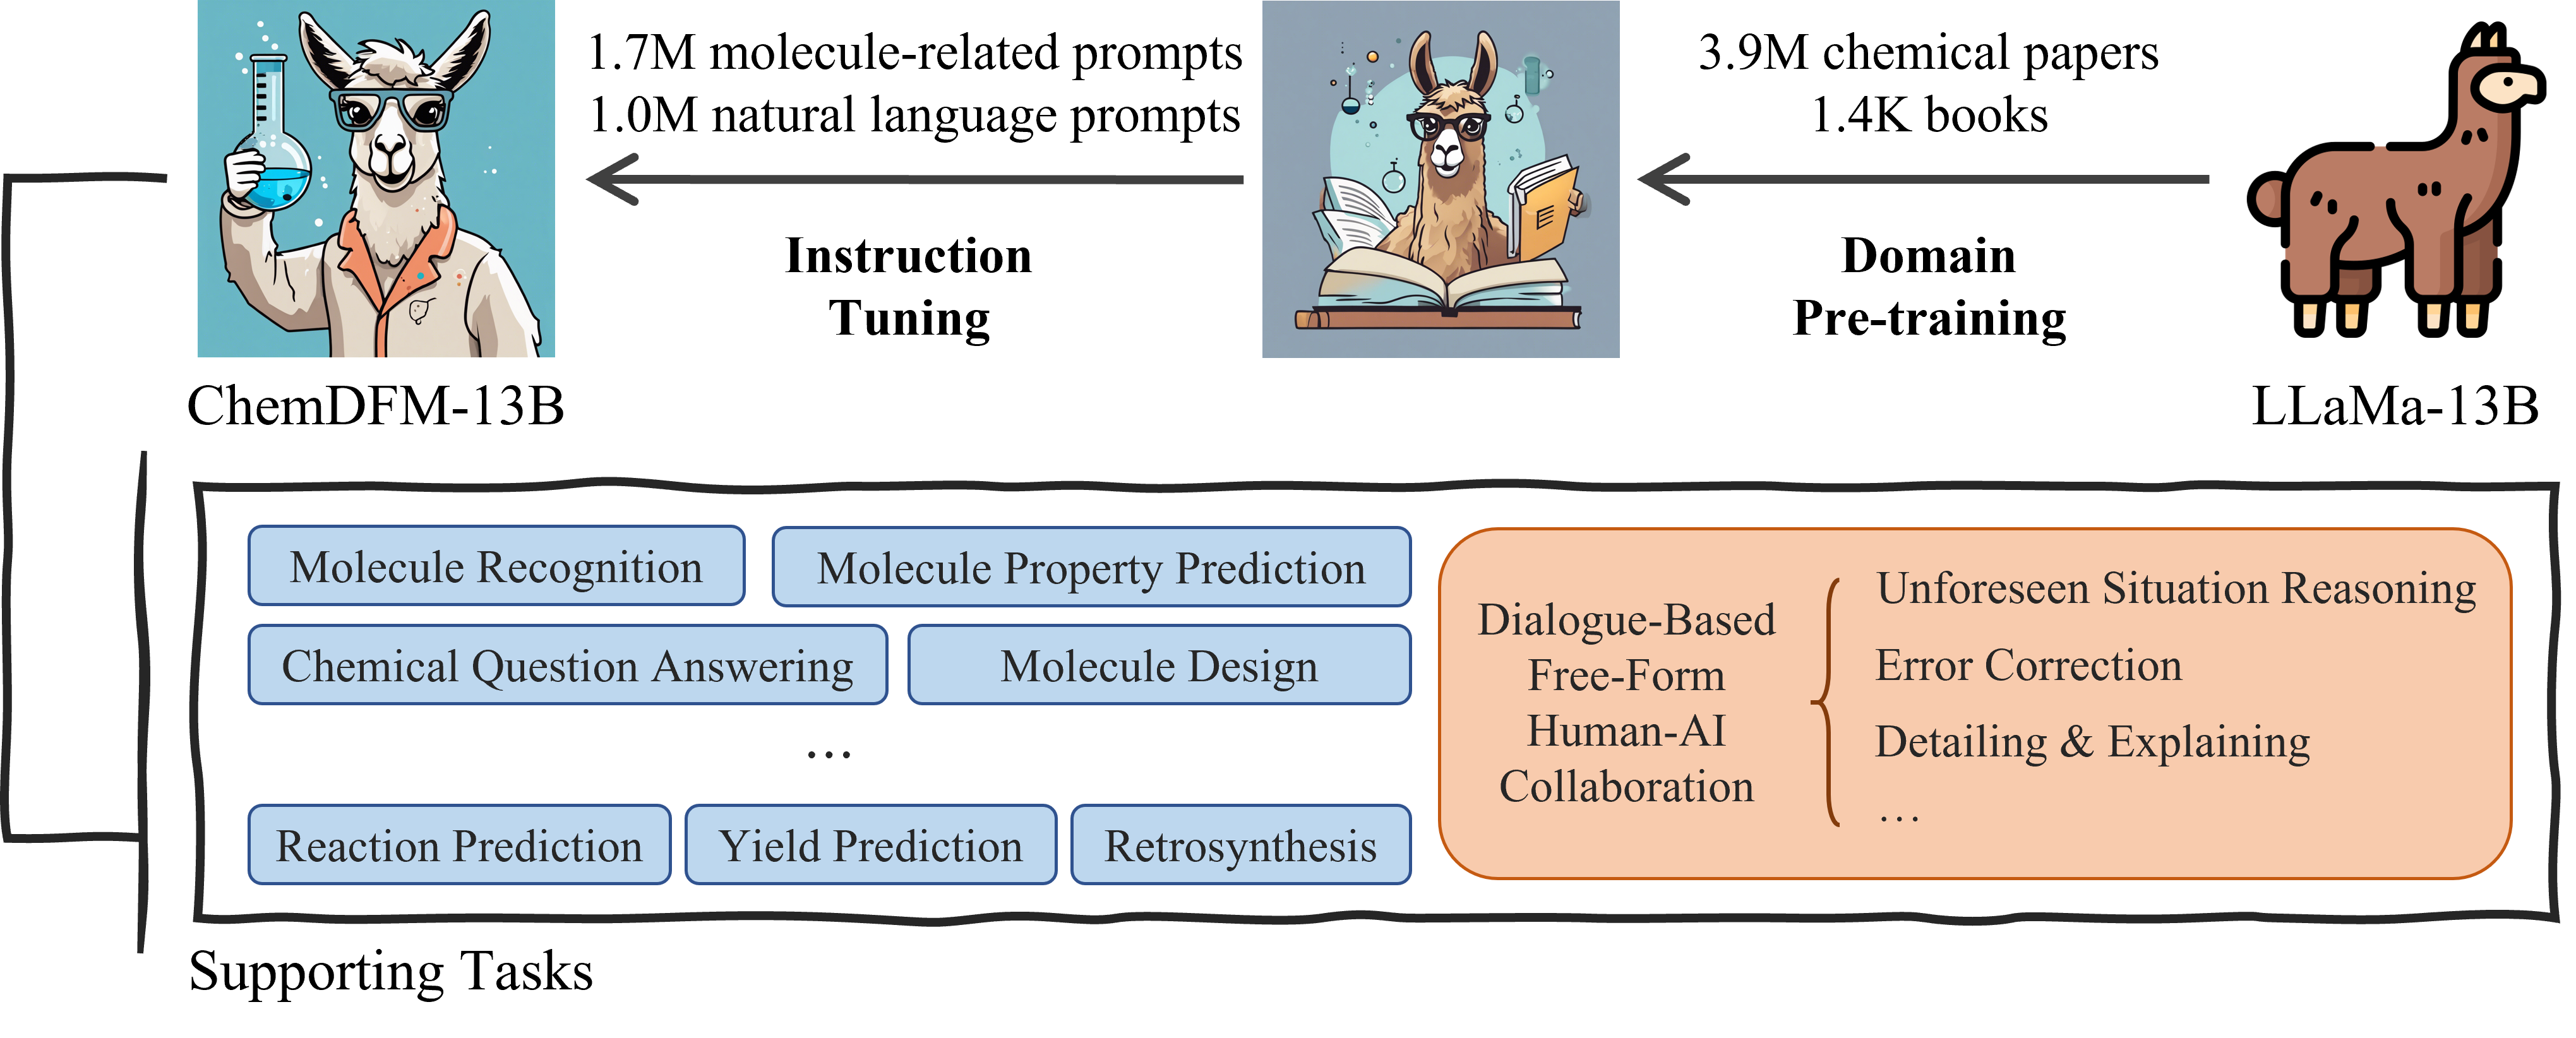 1.7M molecule-related prompts
1.0M natural language prompts
3.9M chemical papers
1.4K books
Instruction
Tuning
Domain
Pre-training
ChemDFM-13B
LLaMa-13B
Molecule Recognition
Molecule Property Prediction
Chemical Question Answering
Molecule Design
...
Reaction Prediction
Yield Prediction
Retrosynthesis
Dialogue-Based
Free-Form
Human-AI
Collaboration
Unforeseen Situation Reasoning
Error Correction
Detailing & Explaining
...
Supporting Tasks